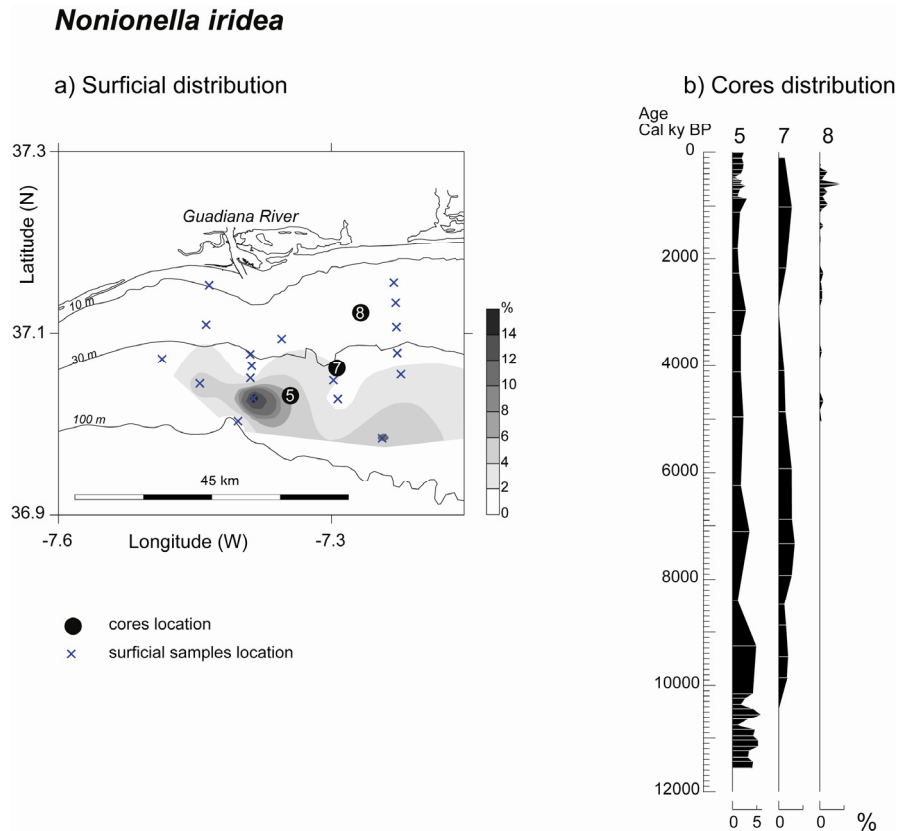 Nonionella iridea
a) Surficial distribution
b) Cores distribution
Age
Cal ky BP
5 7 8
37.3
37.1
36.9
Latitude (N)
Guadiana River
10 m
30 m
100 m
8
7
5
45 km
-7.6
-7.3
Longitude (W)
%
14
12
10
8
6
4
2
0
cores location
surficial samples location
0
2000
4000
6000
8000
10000
12000
0 5 0 0 %